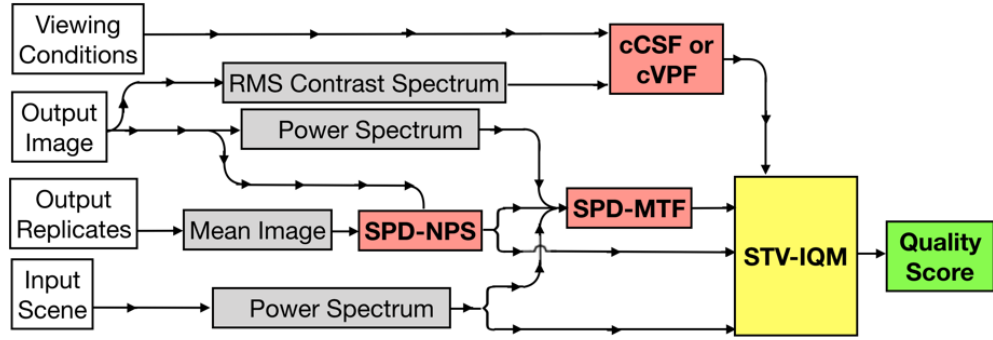 Viewing
Conditions
cCSF or
cVPF
RMS Contrast Spectrum
Output
Image
Power Spectrum
Output
Replicates
Mean Image
SPD-NPS
SPD-MTF
STV-IQM
Quality
Score
Input
Scene
Power Spectrum